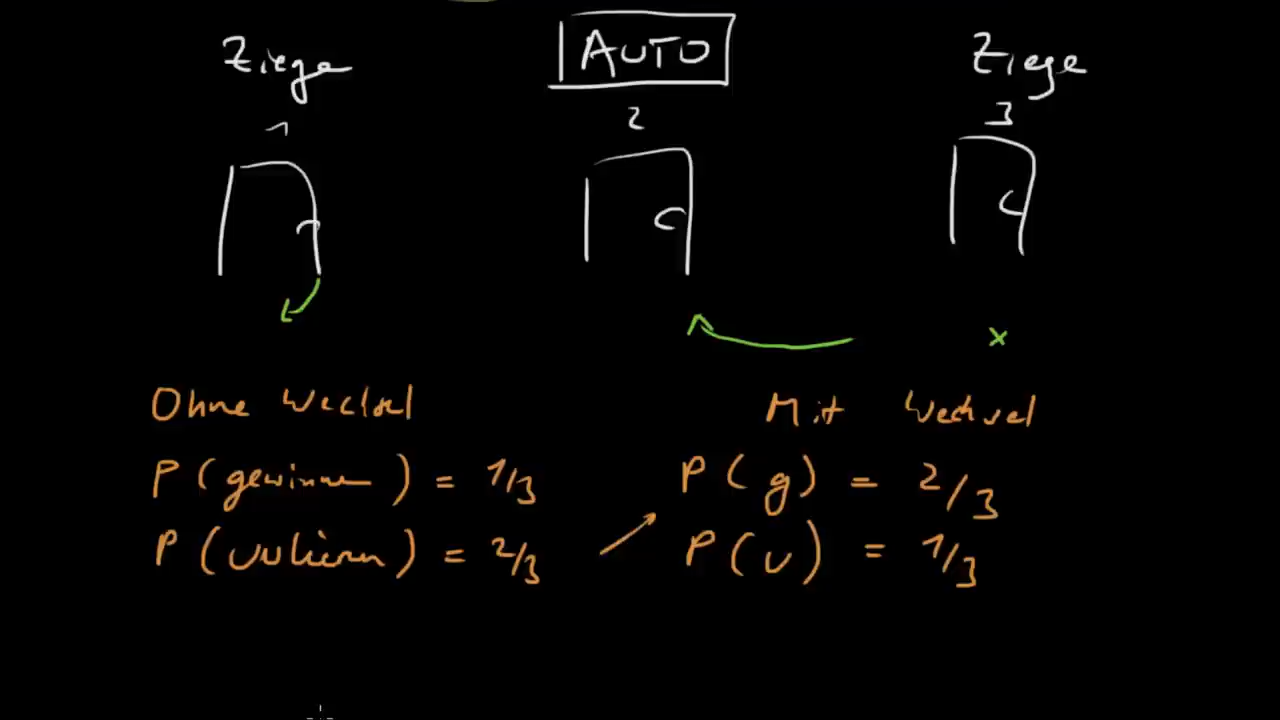 Ziege AUTO Ziege
1 2 3
x
Ohne Wechsel Mit Wechsel
P (gewinnen) = 1/3 P (g) = 2/3
P (verlieren) = 2/3 P (v) = 1/3